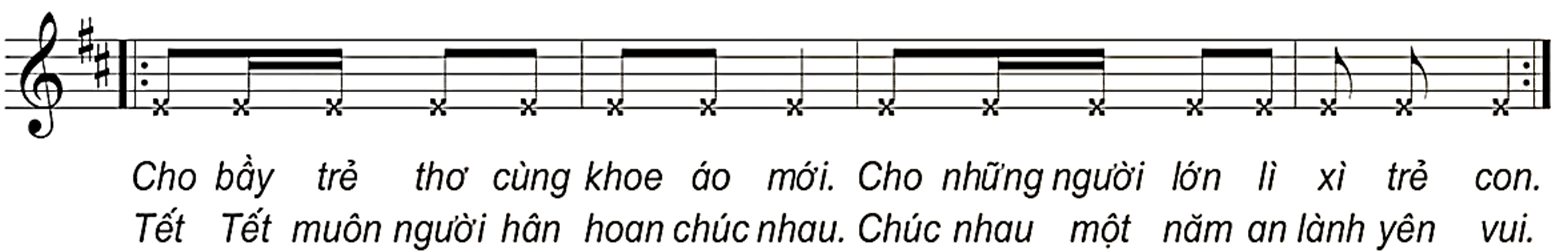 Cho bầy trẻ thơ cùng khoe áo mới. Cho những người lớn lì xì trẻ con.
Tết Tết muôn người hân hoan chúc nhau. Chúc nhau một năm an lành yên vui.